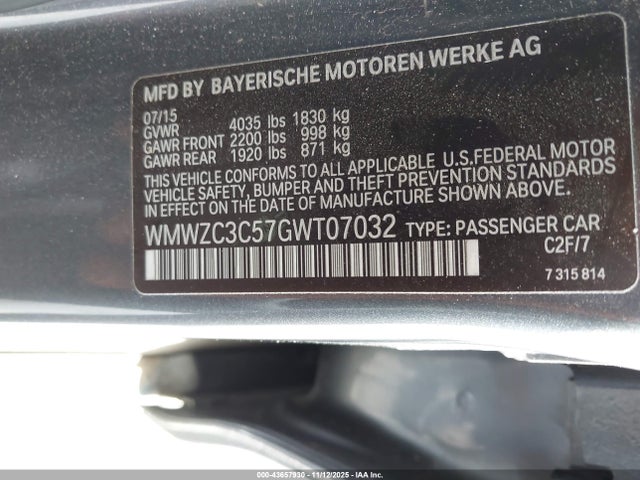 MFD BY BAYERISCHE MOTOREN WERKE AG
07/15
GVWR 4035 lbs 1830 kg
GAWR FRONT 2200 lbs 998 kg
GAWR REAR 1920 lbs 871 kg
THIS VEHICLE CONFORMS TO ALL APPLICABLE U.S.FEDERAL MOTOR
VEHICLE SAFETY, BUMPER AND THEFT PREVENTION STANDARDS
IN EFFECT ON THE DATE OF MANUFACTURE SHOWN ABOVE.
WMWZC3C57GWT07032 TYPE: PASSENGER CAR
C2F/7
7 315 814
000-43657930 - 11/12/2025 - IAA Inc.